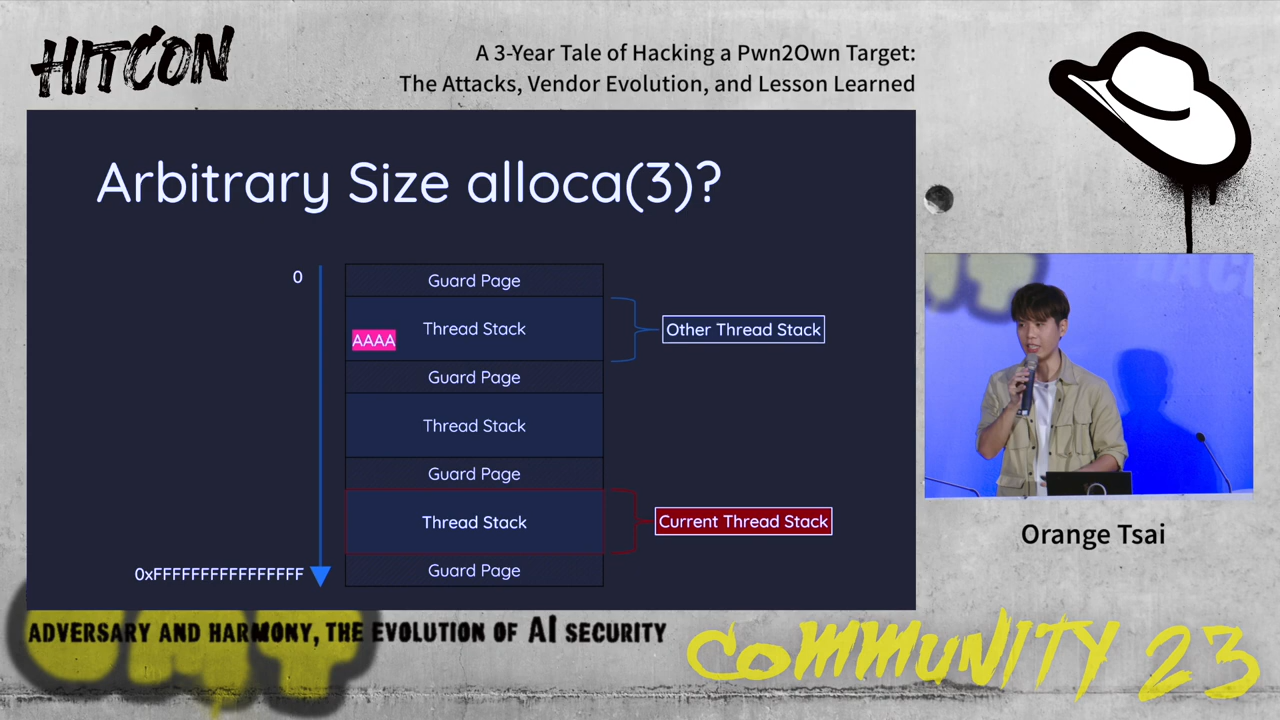 HITCON
A 3-Year Tale of Hacking a Pwn2Own Target:
The Attacks, Vendor Evolution, and Lesson Learned
Arbitrary Size alloca(3)?
0
Guard Page
Thread Stack
AAAA
Other Thread Stack
Guard Page
Thread Stack
Guard Page
Thread Stack
Current Thread Stack
0xFFFFFFFFFFFFFFFF
Guard Page
Orange Tsai
ADVERSARY AND HARMONY, THE EVOLUTION OF AI SECURITY
COMMUNITY 23